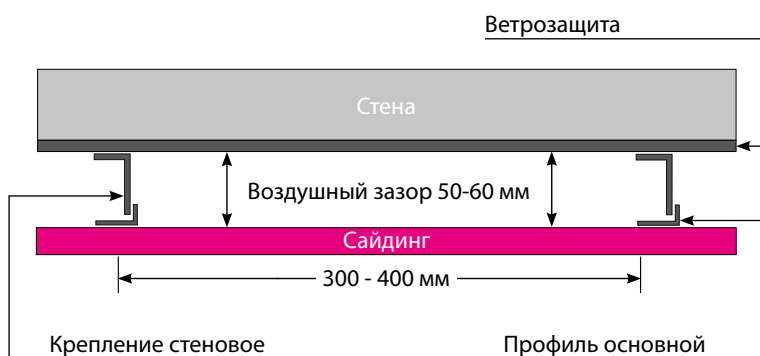 Ветрозащита
Стена
Воздушный зазор 50-60 мм
Сайдинг
300 - 400 мм
Крепление стеновое
Профиль основной